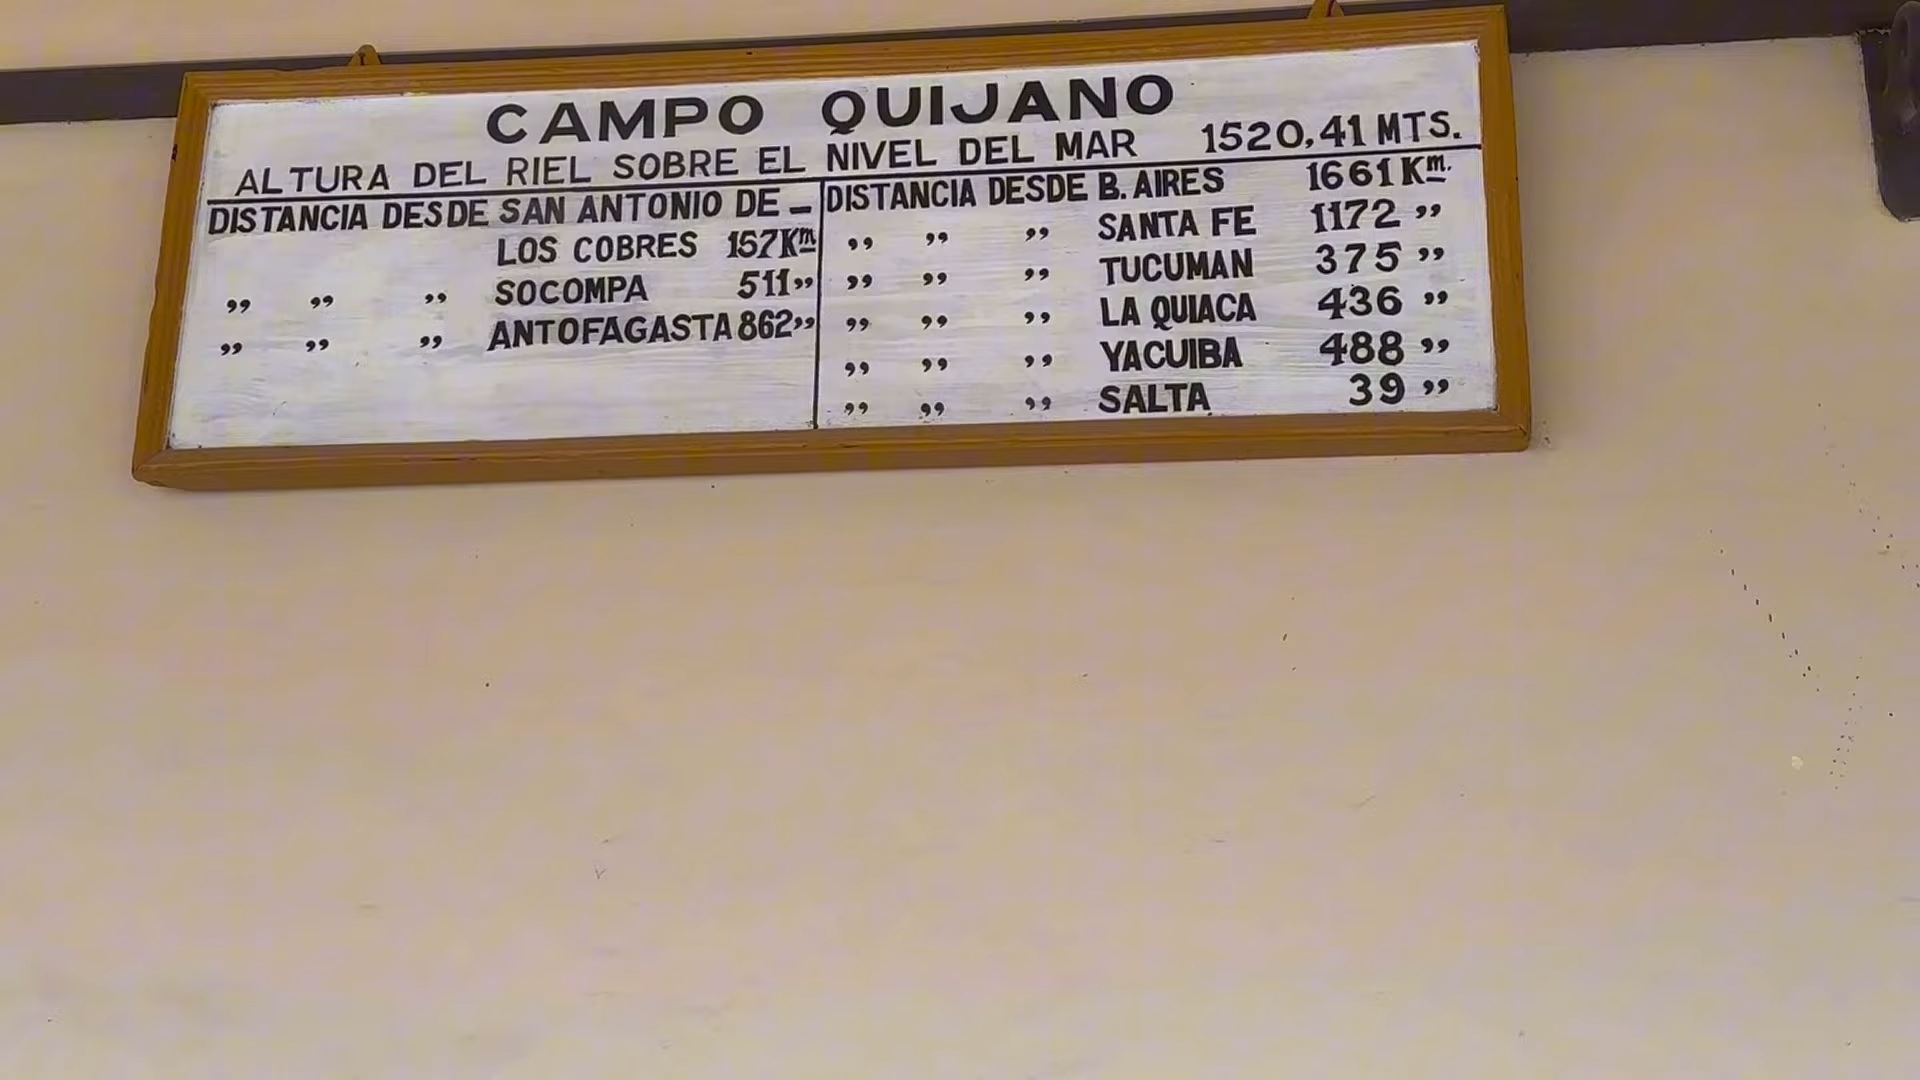 CAMPO QUIJANO
ALTURA DEL RIEL SOBRE EL NIVEL DEL MAR 1520,41 MTS.
DISTANCIA DESDE SAN ANTONIO DE –
LOS COBRES 157 Km
„ „ „ SOCOMPA 511 „
„ „ „ ANTOFAGASTA 862 „
DISTANCIA DESDE B. AIRES 1661 Km.
„ „ „ SANTA FE 1172 „
„ „ „ TUCUMAN 375 „
„ „ „ LA QUIACA 436 „
„ „ „ YACUIBA 488 „
„ „ „ SALTA 39 „